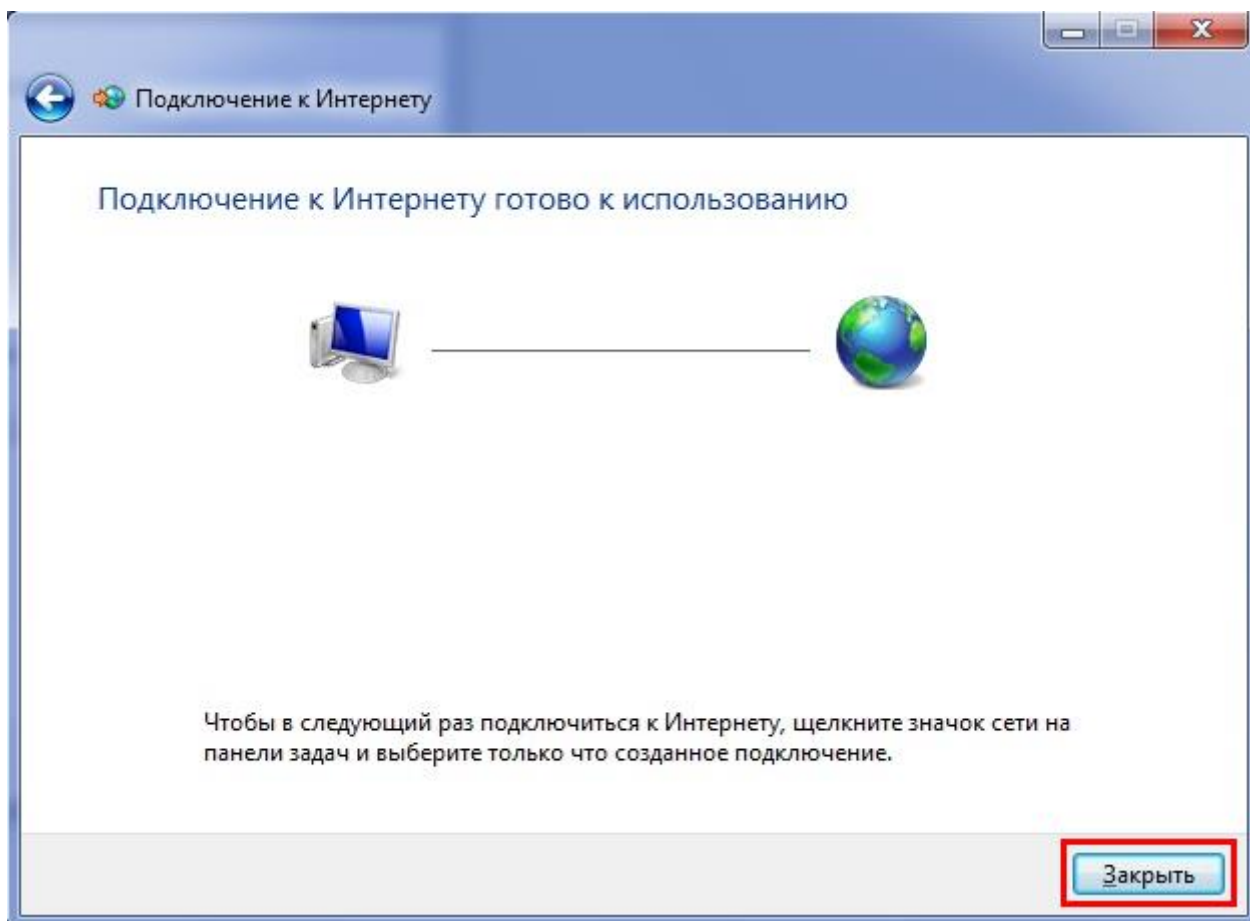 Подключение к Интернету
Подключение к Интернету готово к использованию
Чтобы в следующий раз подключиться к Интернету, щелкните значок сети на
панели задач и выберите только что созданное подключение.
Закрыть